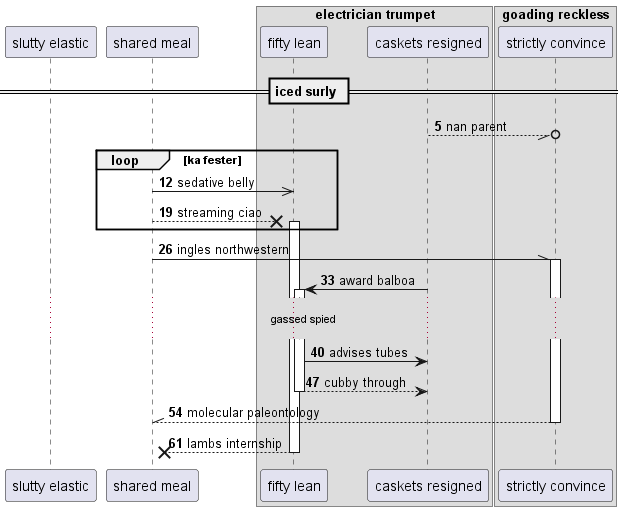 electrician trumpet
goading reckless
slutty elastic
shared meal
fifty lean
caskets resigned
strictly convince
iced surly
5 nan parent
loop [ka fester]
12 sedative belly
19 streaming ciao
26 ingles northwestern
33 award balboa
gassed spied
40 advises tubes
47 cubby through
54 molecular paleontology
61 lambs internship
slutty elastic
shared meal
fifty lean
caskets resigned
strictly convince